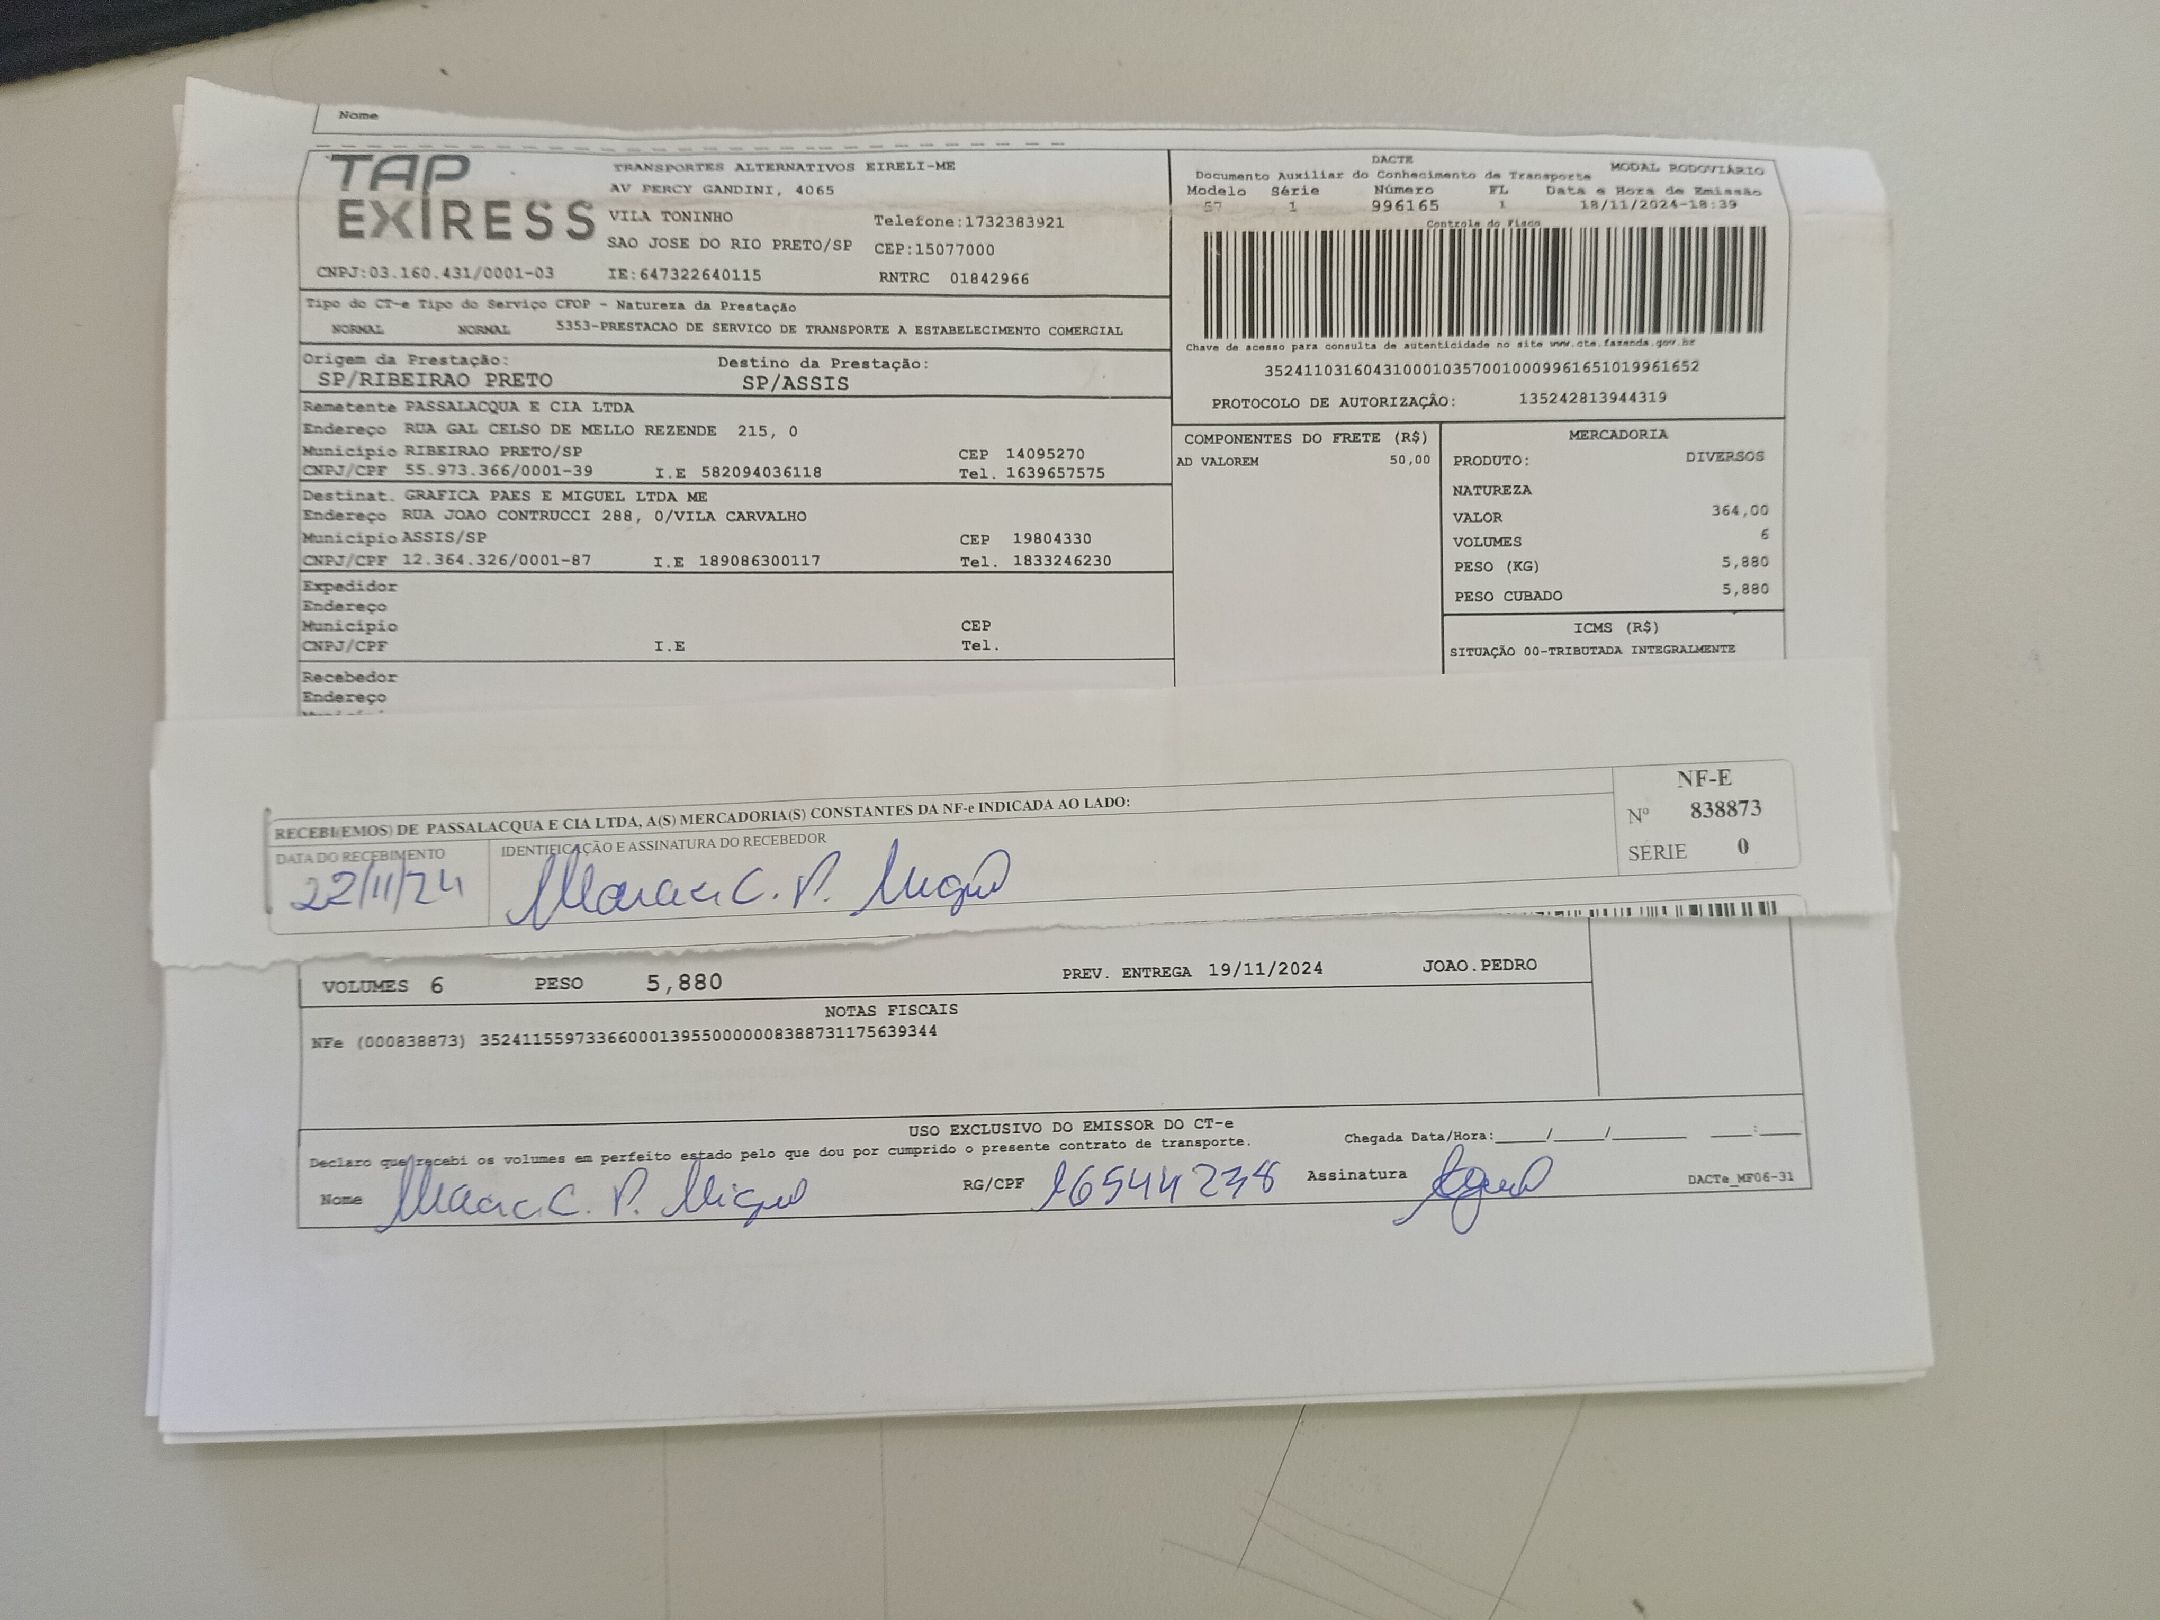 Nome
TAP
EXIRESS
TRANSPORTES ALTERNATIVOS EIRELI-ME
AV PERCY GANDINI, 4065
VILA TONINHO Telefone:1732383921
SAO JOSE DO RIO PRETO/SP CEP:15077000
CNPJ:03.160.431/0001-03 IE:647322640115 RNTRC 01842966
DACTE MODAL RODOVIÁRIO
Documento Auxiliar do Conhecimento de Transporte
Modelo Série Número FL Data e Hora de Emissão
57 1 996165 1 18/11/2024-18:39
Controle do Fisco
Chave de acesso para consulta de autenticidade no site www.cte.fazenda.gov.br
35241103160431000103570010009961651019961652
PROTOCOLO DE AUTORIZAÇÃO: 135242813944319
Tipo do CT-e Tipo do Serviço CFOP - Natureza da Prestação
NORMAL NORMAL 5353-PRESTACAO DE SERVICO DE TRANSPORTE A ESTABELECIMENTO COMERCIAL
Origem da Prestação: Destino da Prestação:
SP/RIBEIRAO PRETO SP/ASSIS
Remetente PASSALACQUA E CIA LTDA
Endereço RUA GAL CELSO DE MELLO REZENDE 215, 0
Município RIBEIRAO PRETO/SP CEP 14095270
CNPJ/CPF 55.973.366/0001-39 I.E 582094036118 Tel. 1639657575
Destinat. GRAFICA PAES E MIGUEL LTDA ME
Endereço RUA JOAO CONTRUCCI 288, 0/VILA CARVALHO
Município ASSIS/SP CEP 19804330
CNPJ/CPF 12.364.326/0001-87 I.E 189086300117 Tel. 1833246230
Expedidor
Endereço
Município CEP
CNPJ/CPF I.E Tel.
Recebedor
Endereço
COMPONENTES DO FRETE (R$)
AD VALOREM 50,00
MERCADORIA
PRODUTO: DIVERSOS
NATUREZA
VALOR 364,00
VOLUMES 6
PESO (KG) 5,880
PESO CUBADO 5,880
ICMS (R$)
SITUAÇÃO 00-TRIBUTADA INTEGRALMENTE
RECEBI(EMOS) DE PASSALACQUA E CIA LTDA, A(S) MERCADORIA(S) CONSTANTES DA NF-e INDICADA AO LADO:
DATA DO RECEBIMENTO IDENTIFICAÇÃO E ASSINATURA DO RECEBEDOR
22/11/24 C. P. Miguel
NF-E
Nº 838873
SÉRIE 0
VOLUMES 6 PESO 5,880 PREV. ENTREGA 19/11/2024 JOAO.PEDRO
NOTAS FISCAIS
NFe (000838873) 35241155973366000139550000008388731175639344
USO EXCLUSIVO DO EMISSOR DO CT-e
Declaro que recebi os volumes em perfeito estado pelo que dou por cumprido o presente contrato de transporte. Chegada Data/Hora:_____/_____/_______ ____:____
Nome C. P. Miguel RG/CPF 16544238 Assinatura DACTe_MF06-31